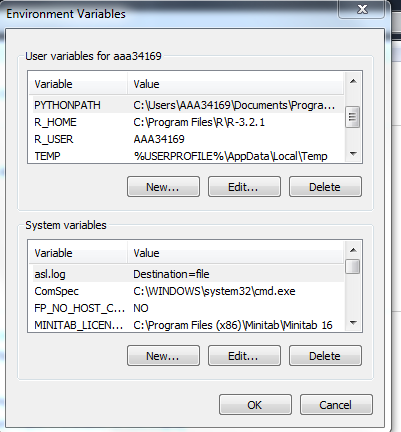 Environment Variables
User variables for aaa34169
Variable Value
PYTHONPATH C:\Users\AAA34169\Documents\Progra...
R_HOME C:\Program Files\R\R-3.2.1
R_USER AAA34169
TEMP %USERPROFILE%\AppData\Local\Temp
New... Edit... Delete
System variables
Variable Value
asl.log Destination=file
ComSpec C:\WINDOWS\system32\cmd.exe
FP_NO_HOST_C... NO
MINITAB_LICEN... C:\Program Files (x86)\Minitab\Minitab 16
New... Edit... Delete
OK Cancel